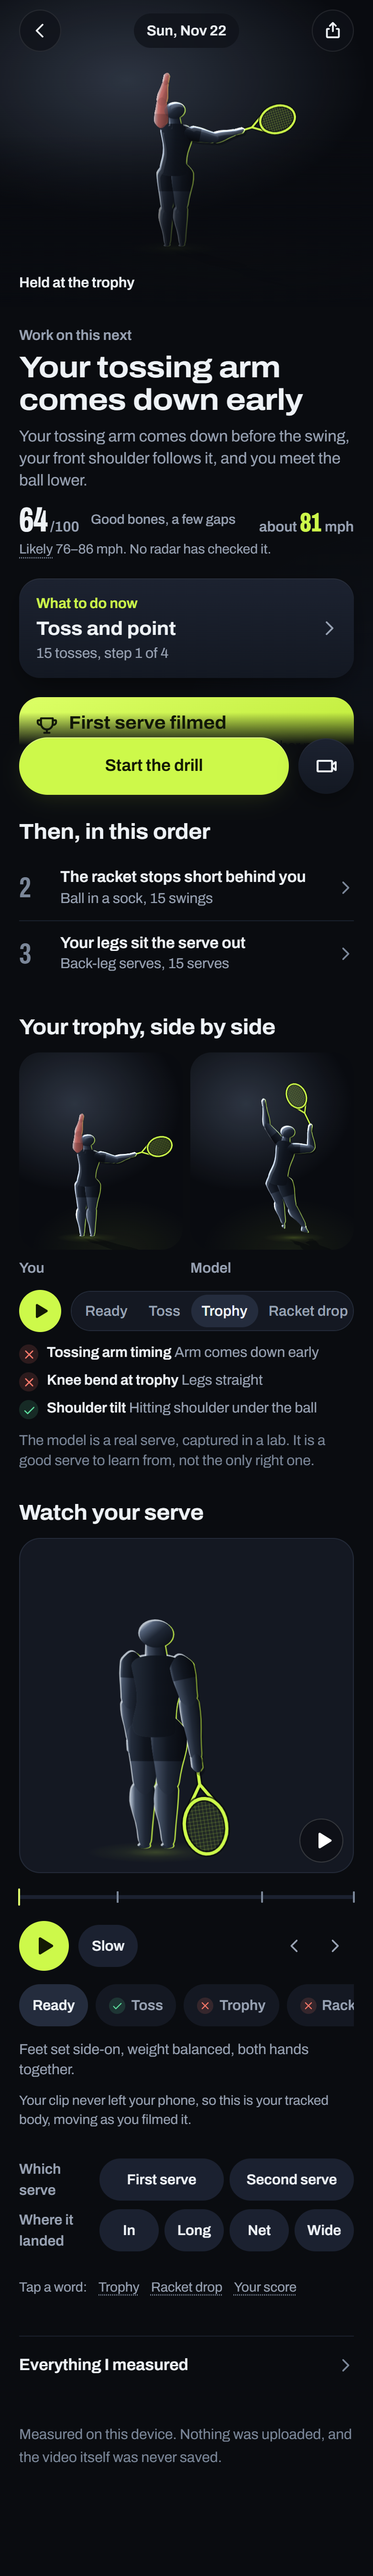 Sun, Nov 22
Held at the trophy
Work on this next
Your tossing arm
comes down early
Your tossing arm comes down before the swing,
your front shoulder follows it, and you meet the
ball lower.
64 /100 Good bones, a few gaps about 81 mph
Likely 76–86 mph. No radar has checked it.
What to do now
Toss and point
15 tosses, step 1 of 4
First serve filmed
Start the drill
Then, in this order
2 The racket stops short behind you
Ball in a sock, 15 swings
3 Your legs sit the serve out
Back-leg serves, 15 serves
Your trophy, side by side
You Model
Ready Toss Trophy Racket drop
Tossing arm timing Arm comes down early
Knee bend at trophy Legs straight
Shoulder tilt Hitting shoulder under the ball
The model is a real serve, captured in a lab. It is a
good serve to learn from, not the only right one.
Watch your serve
Slow
Ready Toss Trophy Rack
Feet set side-on, weight balanced, both hands
together.
Your clip never left your phone, so this is your tracked
body, moving as you filmed it.
Which
serve
First serve Second serve
Where it
landed
In Long Net Wide
Tap a word: Trophy Racket drop Your score
Everything I measured
Measured on this device. Nothing was uploaded, and
the video itself was never saved.